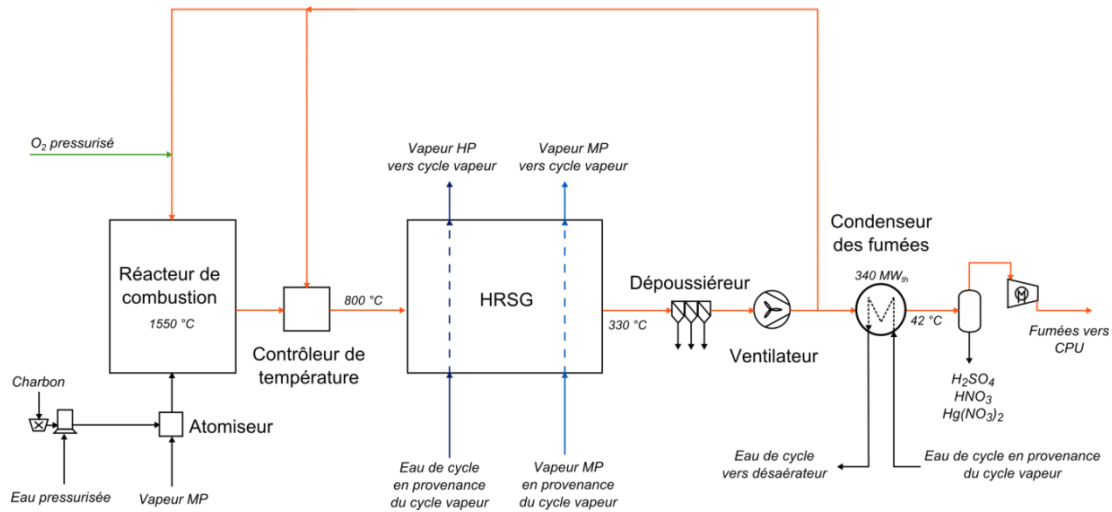 O₂ pressurisé
Réacteur de
combustion
1550 °C
Charbon
Eau pressurisée
Atomiseur
Vapeur MP
Contrôleur de
température
800 °C
Vapeur HP
vers cycle vapeur
Vapeur MP
vers cycle vapeur
HRSG
Eau de cycle
en provenance
du cycle vapeur
Vapeur MP
en provenance
du cycle vapeur
330 °C
Dépoussiéreur
Ventilateur
Condenseur
des fumées
340 MWₜₕ
42 °C
M
Fumées vers
CPU
H₂SO₄
HNO₃
Hg(NO₃)₂
Eau de cycle
vers désaérateur
Eau de cycle en provenance
du cycle vapeur